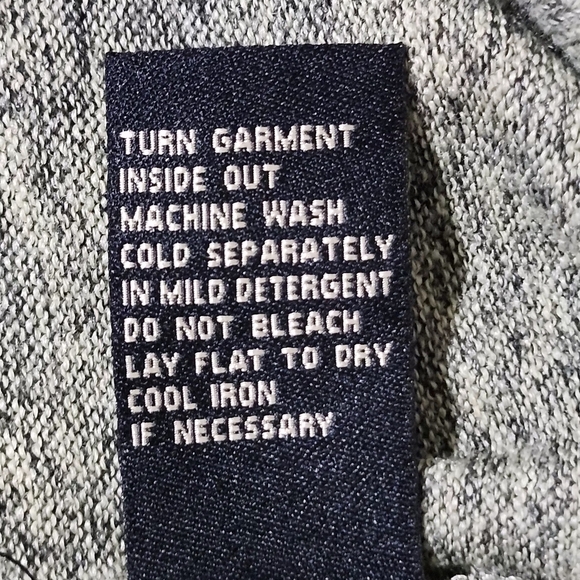 TURN GARMENT
INSIDE OUT
MACHINE WASH
COLD SEPARATELY
IN MILD DETERGENT
DO NOT BLEACH
LAY FLAT TO DRY
COOL IRON
IF NECESSARY